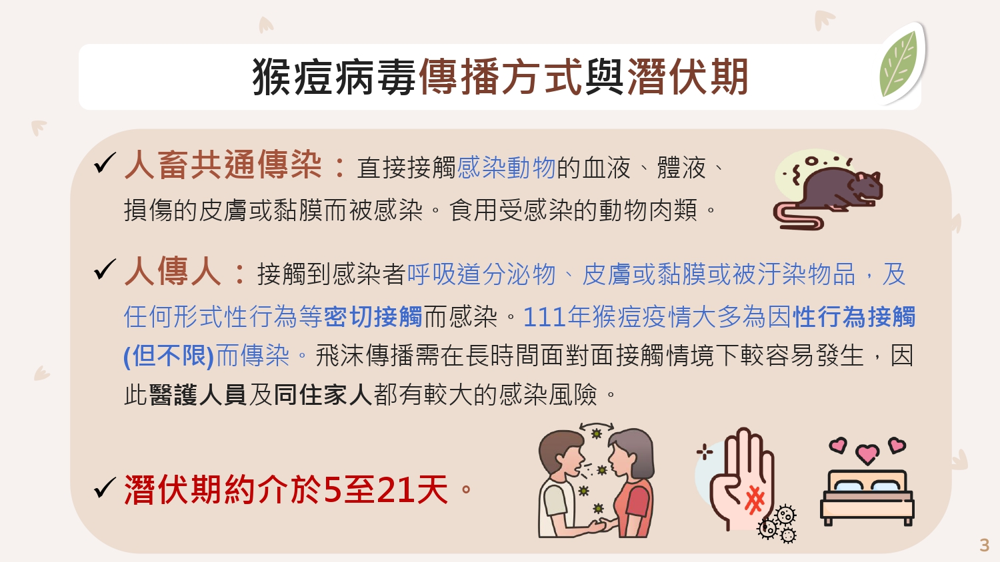 猴痘病毒傳播方式與潛伏期
人畜共通傳染：直接接觸感染動物的血液、體液、
損傷的皮膚或黏膜而被感染。食用受感染的動物肉類。
人傳人：接觸到感染者呼吸道分泌物、皮膚或黏膜或被汙染物品，及
任何形式性行為等密切接觸而感染。111年猴痘疫情大多為因性行為接觸
(但不限)而傳染。飛沫傳播需在長時間面對面接觸情境下較容易發生，因
此醫護人員及同住家人都有較大的感染風險。
潛伏期約介於5至21天。
3